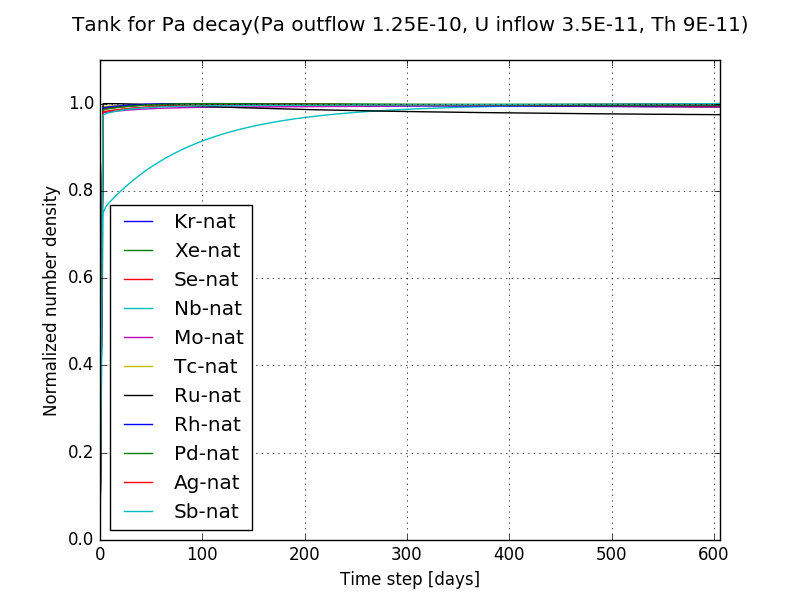 Tank for Pa decay(Pa outflow 1.25E-10, U inflow 3.5E-11, Th 9E-11)
1.0
0.8
0.6
0.4
0.2
0.0
Normalized number density
Kr-nat
Xe-nat
Se-nat
Nb-nat
Mo-nat
Tc-nat
Ru-nat
Rh-nat
Pd-nat
Ag-nat
Sb-nat
0 100 200 300 400 500 600
Time step [days]